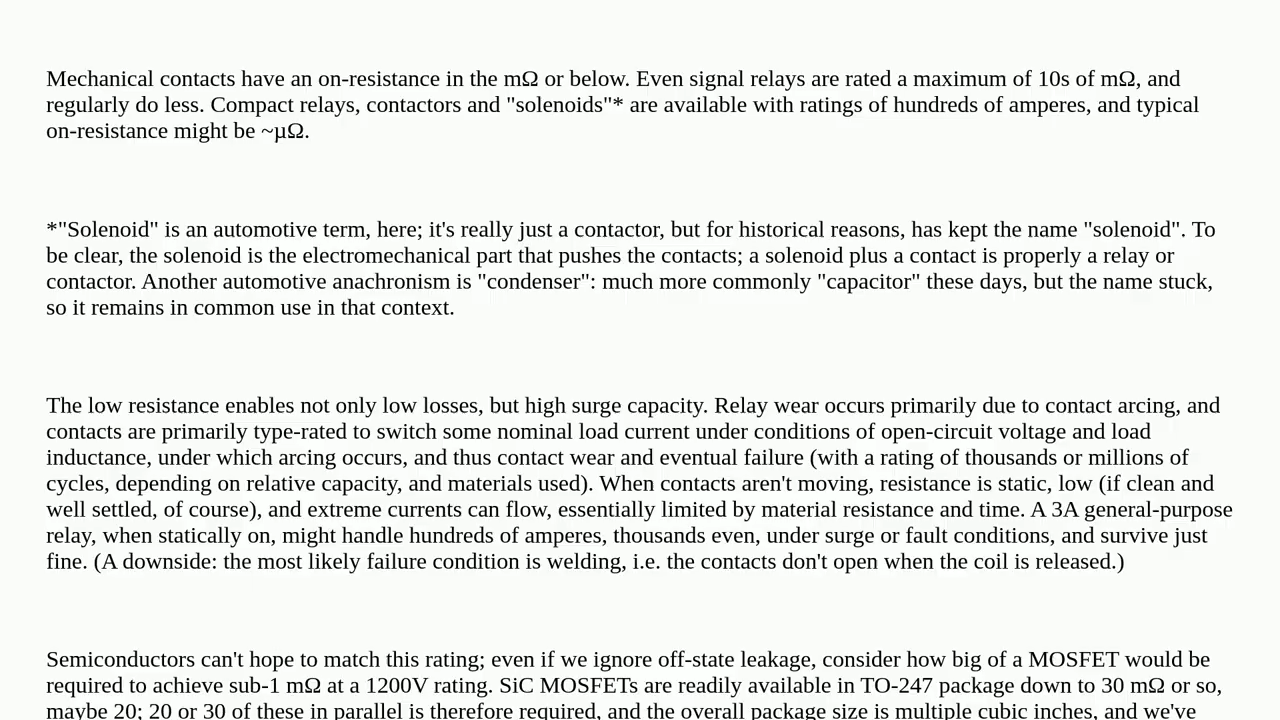 Mechanical contacts have an on-resistance in the mΩ or below. Even signal relays are rated a maximum of 10s of mΩ, and
regularly do less. Compact relays, contactors and "solenoids"* are available with ratings of hundreds of amperes, and typical
on-resistance might be ~µΩ.
*"Solenoid" is an automotive term, here; it's really just a contactor, but for historical reasons, has kept the name "solenoid". To
be clear, the solenoid is the electromechanical part that pushes the contacts; a solenoid plus a contact is properly a relay or
contactor. Another automotive anachronism is "condenser": much more commonly "capacitor" these days, but the name stuck,
so it remains in common use in that context.
The low resistance enables not only low losses, but high surge capacity. Relay wear occurs primarily due to contact arcing, and
contacts are primarily type-rated to switch some nominal load current under conditions of open-circuit voltage and load
inductance, under which arcing occurs, and thus contact wear and eventual failure (with a rating of thousands or millions of
cycles, depending on relative capacity, and materials used). When contacts aren't moving, resistance is static, low (if clean and
well settled, of course), and extreme currents can flow, essentially limited by material resistance and time. A 3A general-purpose
relay, when statically on, might handle hundreds of amperes, thousands even, under surge or fault conditions, and survive just
fine. (A downside: the most likely failure condition is welding, i.e. the contacts don't open when the coil is released.)
Semiconductors can't hope to match this rating; even if we ignore off-state leakage, consider how big of a MOSFET would be
required to achieve sub-1 mΩ at a 1200V rating. SiC MOSFETs are readily available in TO-247 package down to 30 mΩ or so,
maybe 20; 20 or 30 of these in parallel is therefore required, and the overall package size is multiple cubic inches, and we've